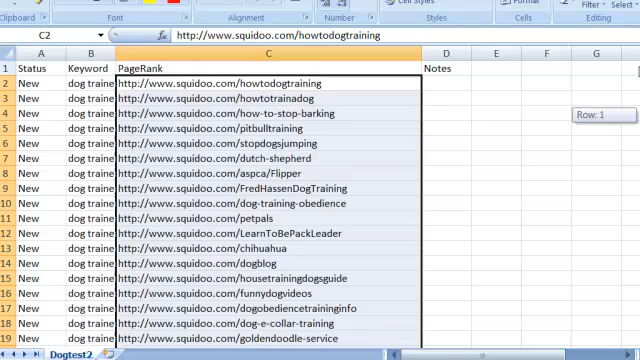 Font
Alignment
Number
Styles
Cells
Filter
Select
Editing
C2
http://www.squidoo.com/howtodogtraining
A B C D E F G
1 Status Keyword PageRank Notes
2 New dog traine http://www.squidoo.com/howtodogtraining
3 New dog traine http://www.squidoo.com/howtotrainadog
4 New dog traine http://www.squidoo.com/how-to-stop-barking
5 New dog traine http://www.squidoo.com/pitbulltraining
6 New dog traine http://www.squidoo.com/stopdogsjumping
7 New dog traine http://www.squidoo.com/dutch-shepherd
8 New dog traine http://www.squidoo.com/aspca/Flipper
9 New dog traine http://www.squidoo.com/FredHassenDogTraining
10 New dog traine http://www.squidoo.com/dog-training-obedience
11 New dog traine http://www.squidoo.com/petpals
12 New dog traine http://www.squidoo.com/LearnToBePackLeader
13 New dog traine http://www.squidoo.com/chihuahua
14 New dog traine http://www.squidoo.com/dogblog
15 New dog traine http://www.squidoo.com/housetrainingdogsguide
16 New dog traine http://www.squidoo.com/funnydogvideos
17 New dog traine http://www.squidoo.com/dogobediencetraininginfo
18 New dog traine http://www.squidoo.com/dog-e-collar-training
19 New dog traine http://www.squidoo.com/goldendoodle-service
Row: 1
Dogtest2